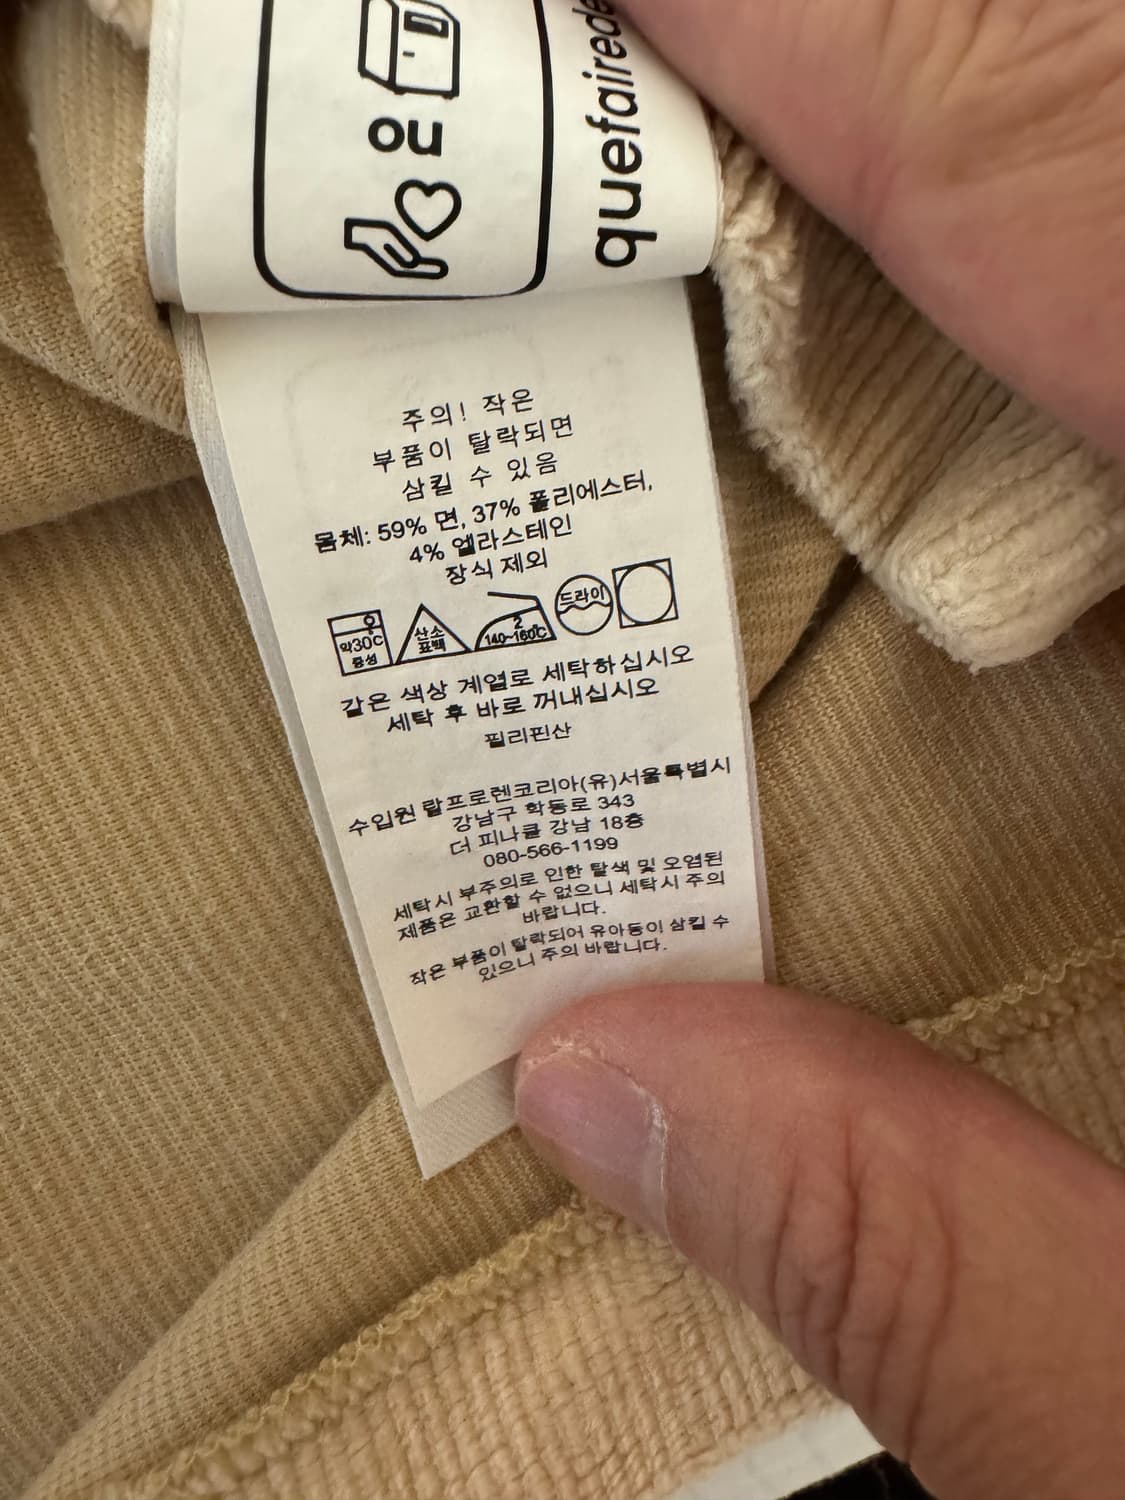 OU
quefairede
주의! 작은
부품이 탈락되면
삼킬 수 있음
몸체: 59% 면, 37% 폴리에스터,
4% 엘라스테인
장식 제외
약30℃
중성
산소
표백
2
140~160℃
드라이
같은 색상 계열로 세탁하십시오
세탁 후 바로 꺼내십시오
필리핀산
수입원 랄프로렌코리아(유)서울특별시
강남구 학동로 343
더 피나클 강남 18층
080-566-1199
세탁시 부주의로 인한 탈색 및 오염된
제품은 교환할 수 없으니 세탁시 주의
바랍니다.
작은 부품이 탈락되어 유아동이 삼킬 수
있으니 주의 바랍니다.